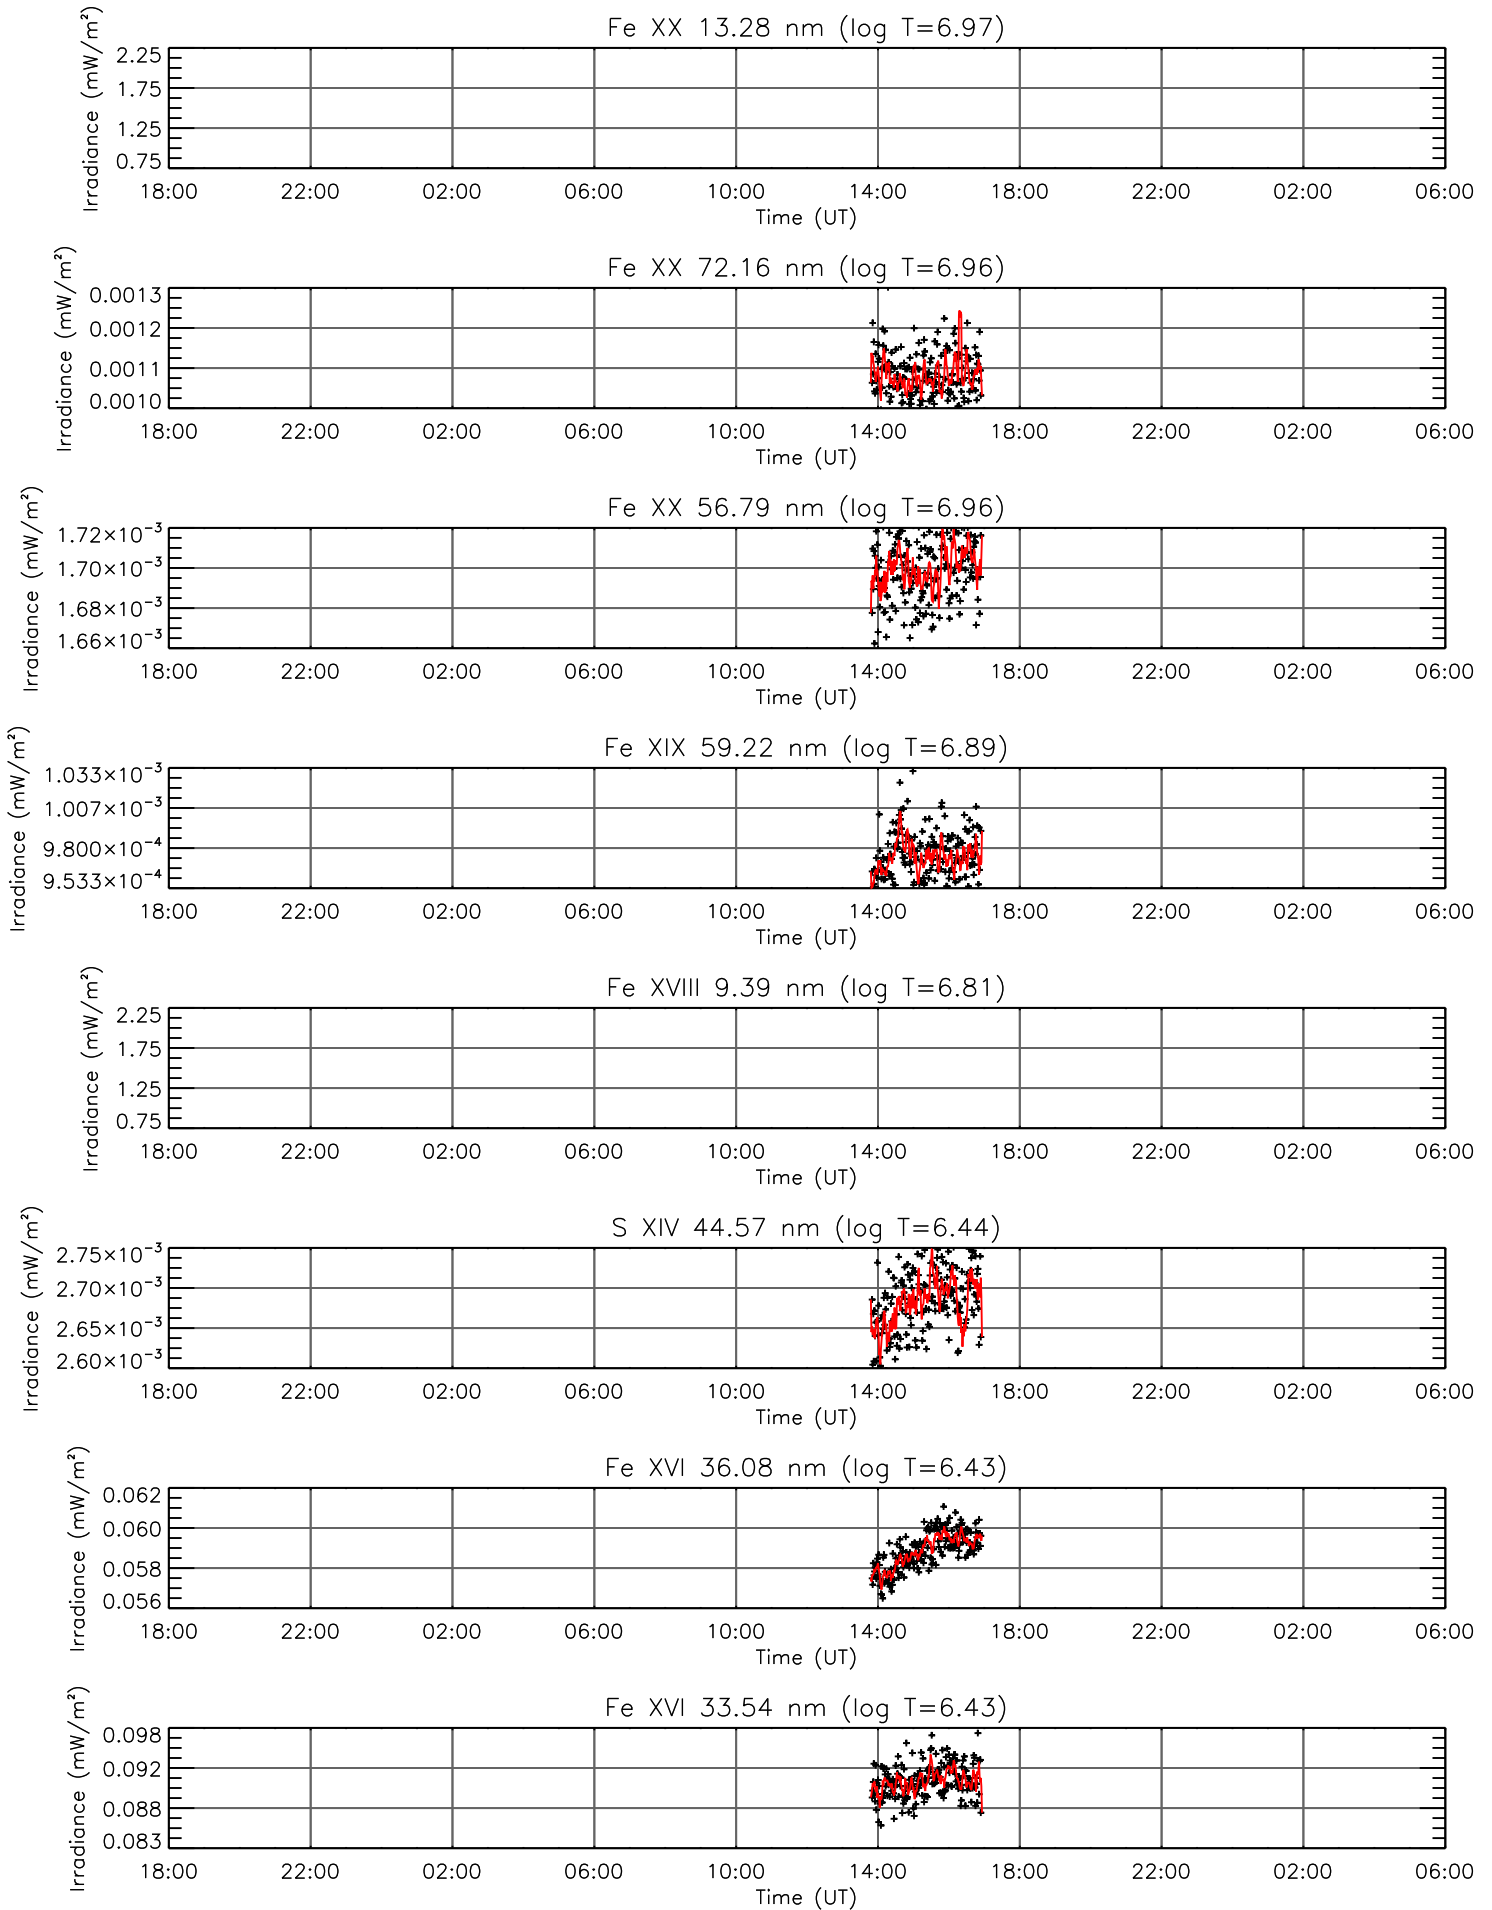 Fe XX 13.28 nm (log T=6.97)
Irradiance (mW/m²)
2.25
1.75
1.25
0.75
18:00 22:00 02:00 06:00 10:00 14:00 18:00 22:00 02:00 06:00
Time (UT)
Fe XX 72.16 nm (log T=6.96)
Irradiance (mW/m²)
0.0013
0.0012
0.0011
0.0010
18:00 22:00 02:00 06:00 10:00 14:00 18:00 22:00 02:00 06:00
Time (UT)
Fe XX 56.79 nm (log T=6.96)
Irradiance (mW/m²)
1.72×10⁻³
1.70×10⁻³
1.68×10⁻³
1.66×10⁻³
18:00 22:00 02:00 06:00 10:00 14:00 18:00 22:00 02:00 06:00
Time (UT)
Fe XIX 59.22 nm (log T=6.89)
Irradiance (mW/m²)
1.033×10⁻³
1.007×10⁻³
9.800×10⁻⁴
9.533×10⁻⁴
18:00 22:00 02:00 06:00 10:00 14:00 18:00 22:00 02:00 06:00
Time (UT)
Fe XVIII 9.39 nm (log T=6.81)
Irradiance (mW/m²)
2.25
1.75
1.25
0.75
18:00 22:00 02:00 06:00 10:00 14:00 18:00 22:00 02:00 06:00
Time (UT)
S XIV 44.57 nm (log T=6.44)
Irradiance (mW/m²)
2.75×10⁻³
2.70×10⁻³
2.65×10⁻³
2.60×10⁻³
18:00 22:00 02:00 06:00 10:00 14:00 18:00 22:00 02:00 06:00
Time (UT)
Fe XVI 36.08 nm (log T=6.43)
Irradiance (mW/m²)
0.062
0.060
0.058
0.056
18:00 22:00 02:00 06:00 10:00 14:00 18:00 22:00 02:00 06:00
Time (UT)
Fe XVI 33.54 nm (log T=6.43)
Irradiance (mW/m²)
0.098
0.092
0.088
0.083
18:00 22:00 02:00 06:00 10:00 14:00 18:00 22:00 02:00 06:00
Time (UT)